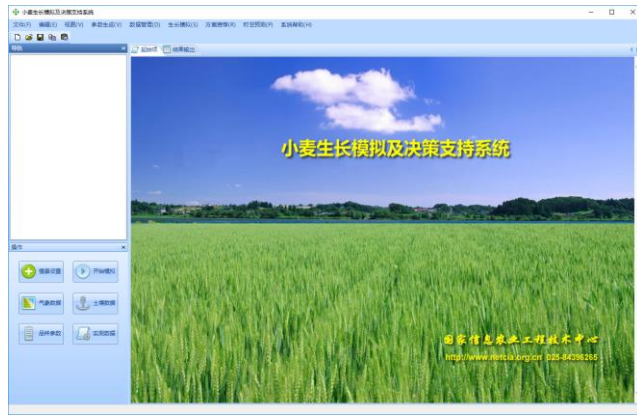 小麦生长模拟及决策支持系统
文件(F) 编辑(E) 视图(V) 参数生成(V) 数据管理(D) 生长模拟(S) 方案管理(R) 时空预测(P) 系统帮助(H)
导航
起始项 结果输出
小麦生长模拟及决策支持系统
操作
情景设置 开始模拟
气象数据 土壤数据
品种参数 实测数据
国家信息农业工程技术中心
http://www.netcia.org.cn 025-84396265